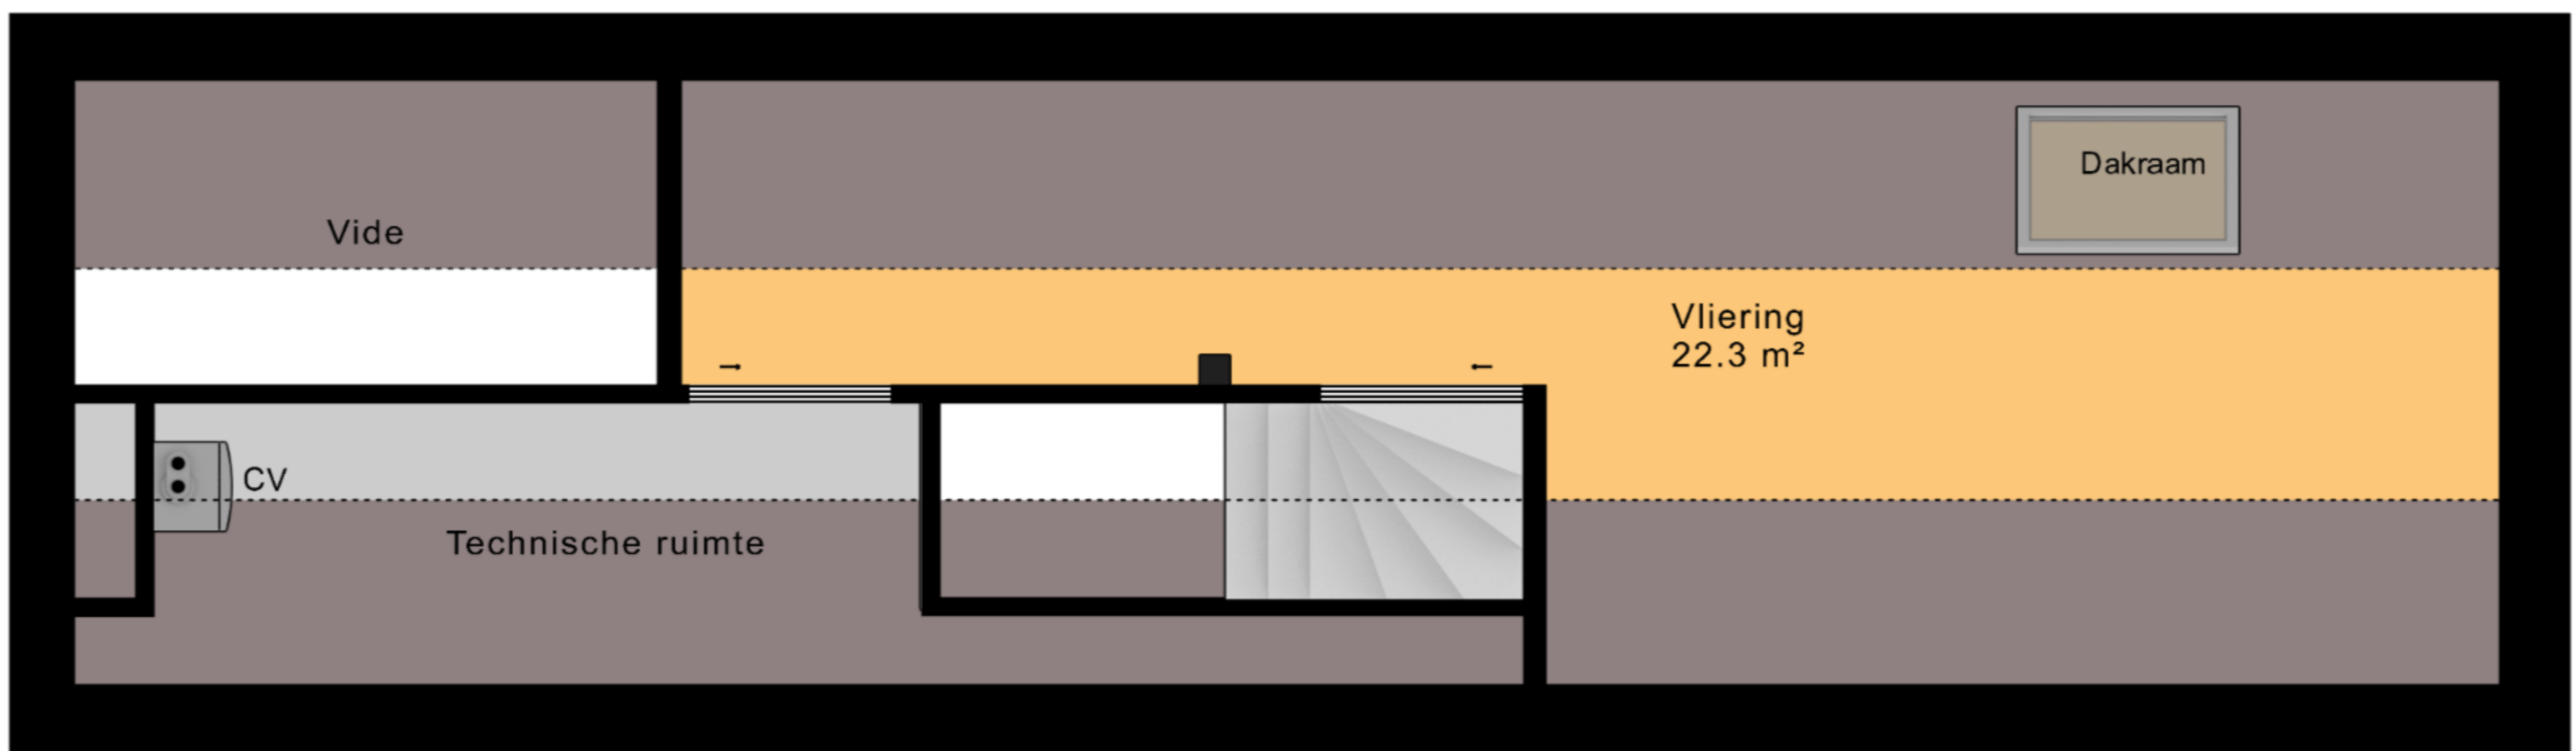 Dakraam
Vide
Vliering
22.3 m²
CV
Technische ruimte